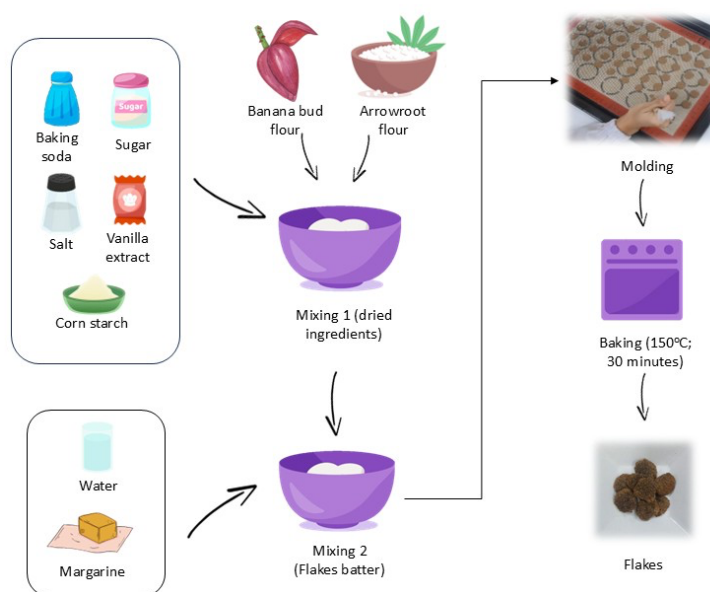 Baking
soda
Sugar
Sugar
Salt
Vanilla
extract
Corn starch
Banana bud
flour
Arrowroot
flour
Mixing 1 (dried
ingredients)
Water
Margarine
Mixing 2
(Flakes batter)
Molding
Baking (150°C;
30 minutes)
Flakes